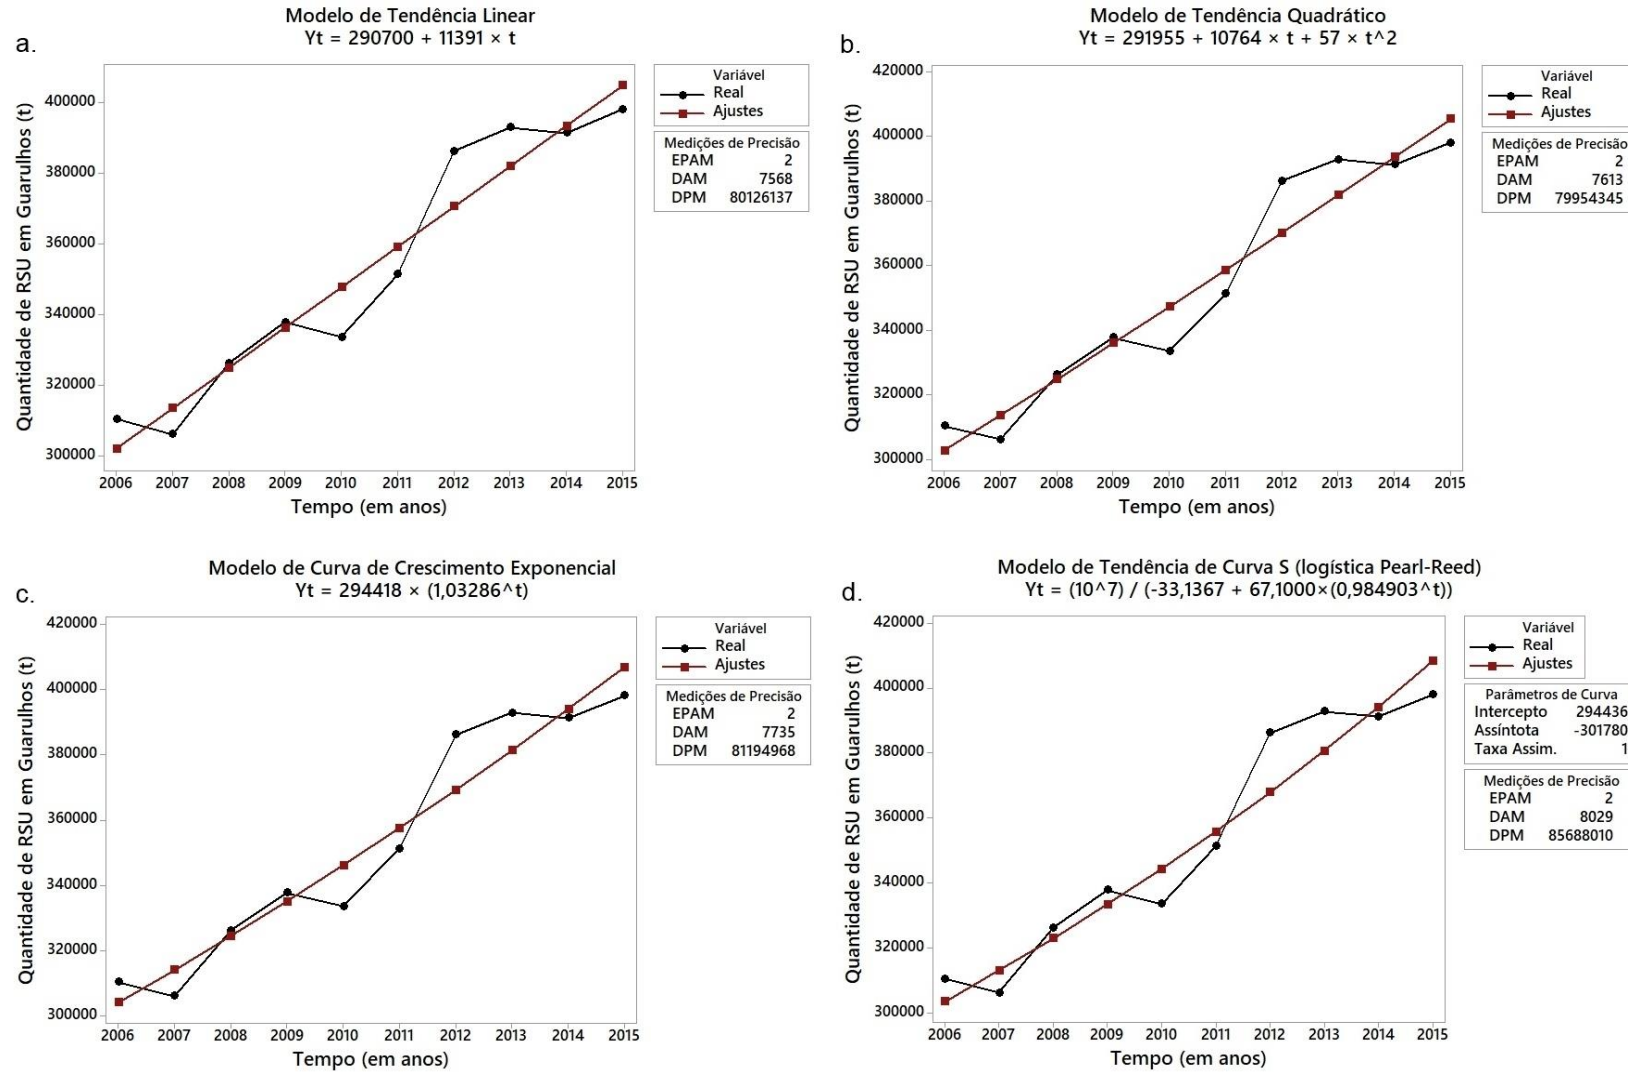 a.
Modelo de Tendência Linear
Yt = 290700 + 11391 × t
Quantidade de RSU em Guarulhos (t)
400000
380000
360000
340000
320000
300000
2006 2007 2008 2009 2010 2011 2012 2013 2014 2015
Tempo (em anos)
Variável
Real
Ajustes
Medições de Precisão
EPAM 2
DAM 7568
DPM 80126137
b.
Modelo de Tendência Quadrático
Yt = 291955 + 10764 × t + 57 × t^2
Quantidade de RSU em Guarulhos (t)
420000
400000
380000
360000
340000
320000
300000
2006 2007 2008 2009 2010 2011 2012 2013 2014 2015
Tempo (em anos)
Variável
Real
Ajustes
Medições de Precisão
EPAM 2
DAM 7613
DPM 79954345
c.
Modelo de Curva de Crescimento Exponencial
Yt = 294418 × (1,03286^t)
Quantidade de RSU em Guarulhos (t)
420000
400000
380000
360000
340000
320000
300000
2006 2007 2008 2009 2010 2011 2012 2013 2014 2015
Tempo (em anos)
Variável
Real
Ajustes
Medições de Precisão
EPAM 2
DAM 7735
DPM 81194968
d.
Modelo de Tendência de Curva S (logística Pearl-Reed)
Yt = (10^7) / (-33,1367 + 67,1000×(0,984903^t))
Quantidade de RSU em Guarulhos (t)
420000
400000
380000
360000
340000
320000
300000
2006 2007 2008 2009 2010 2011 2012 2013 2014 2015
Tempo (em anos)
Variável
Real
Ajustes
Parâmetros de Curva
Intercepto 294436
Assíntota -301780
Taxa Assim. 1
Medições de Precisão
EPAM 2
DAM 8029
DPM 85688010